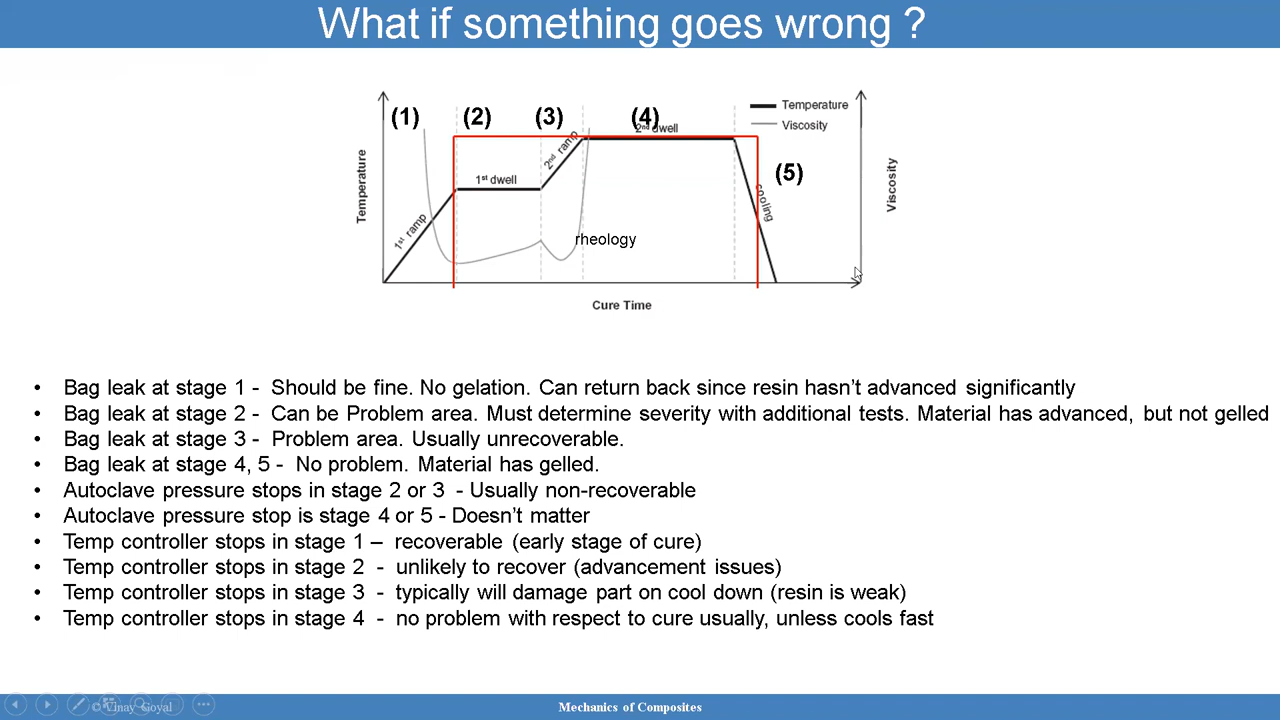 What if something goes wrong ?
(1)
(2)
(3)
(4)
(5)
Temperature
Viscosity
Temperature
Viscosity
1st ramp
1st dwell
2nd ramp
2nd dwell
cooling
rheology
Cure Time
• Bag leak at stage 1 - Should be fine. No gelation. Can return back since resin hasn't advanced significantly
• Bag leak at stage 2 - Can be Problem area. Must determine severity with additional tests. Material has advanced, but not gelled
• Bag leak at stage 3 - Problem area. Usually unrecoverable.
• Bag leak at stage 4, 5 - No problem. Material has gelled.
• Autoclave pressure stops in stage 2 or 3 - Usually non-recoverable
• Autoclave pressure stop is stage 4 or 5 - Doesn't matter
• Temp controller stops in stage 1 – recoverable (early stage of cure)
• Temp controller stops in stage 2 - unlikely to recover (advancement issues)
• Temp controller stops in stage 3 - typically will damage part on cool down (resin is weak)
• Temp controller stops in stage 4 - no problem with respect to cure usually, unless cools fast
© Vinay Goyal
Mechanics of Composites